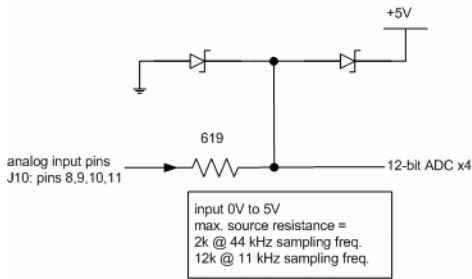 +5V
619
analog input pins
J10: pins 8,9,10,11
12-bit ADC x4
input 0V to 5V
max. source resistance =
2k @ 44 kHz sampling freq.
12k @ 11 kHz sampling freq.